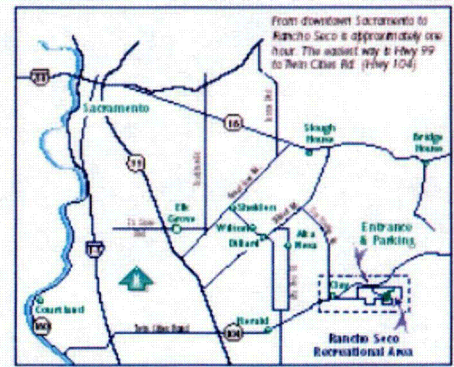 From downtown Sacramento to
Rancho Seco is approximately one
hour. The easiest way is Hwy 99
to Twin Cities Rd. (Hwy 104)
Sacramento
16
Slough
House
Bridge
House
99
Elk
Grove
Sheldon
Wilton
Dillard
Alta
Mesa
Entrance
& Parking
Clay
Courtland
160
Twin Cities Road
104
Herald
Rancho Seco
Recreational Area